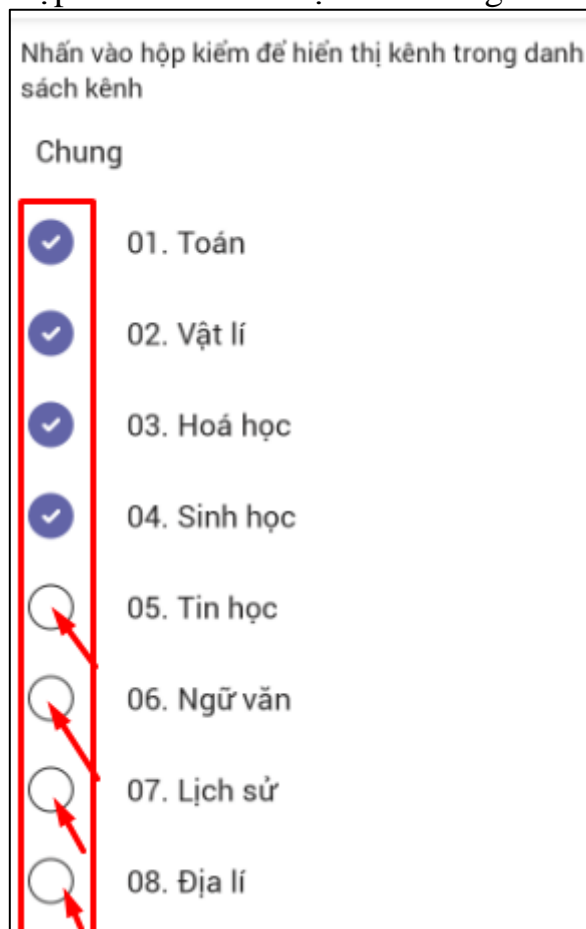 Nhấn vào hộp kiểm để hiển thị kênh trong danh
sách kênh
Chung
01. Toán
02. Vật lí
03. Hoá học
04. Sinh học
05. Tin học
06. Ngữ văn
07. Lịch sử
08. Địa lí